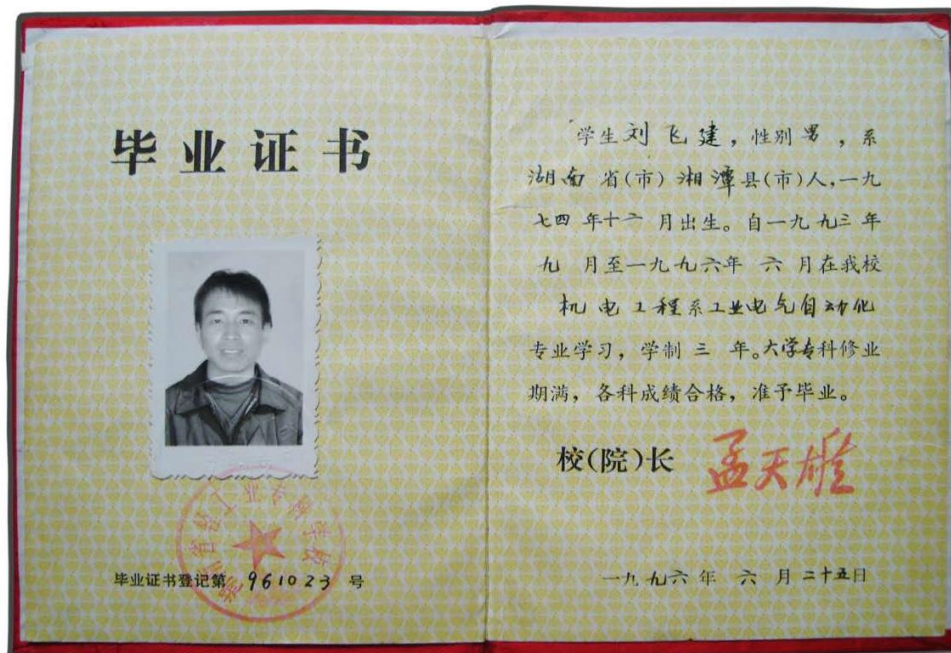 毕业证书
毕业证书登记第 961023 号
学生刘飞建，性别男，系
湖南省(市)湘潭县(市)人，一九
七四年十二月出生。自一九九三年
九月至一九九六年六月在我校
机电工程系工业电气自动化
专业学习，学制三年。大学专科修业
期满，各科成绩合格，准予毕业。
校(院)长 孟天雄
一九九六年六月二十五日